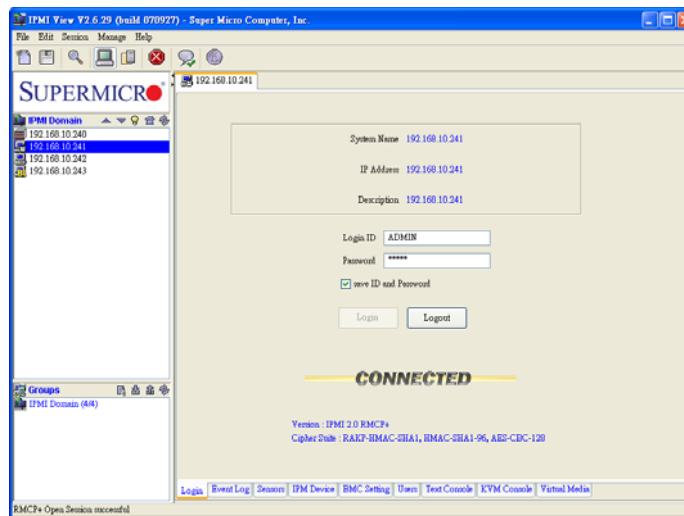 IPMI View V2.6.29 (build 070927) - Super Micro Computer, Inc.
File Edit Session Manage Help
SUPERMICRO
192.168.10.241
IPMI Domain
192.168.10.240
192.168.10.241
192.168.10.242
192.168.10.243
System Name 192.168.10.241
IP Address 192.168.10.241
Description 192.168.10.241
Login ID ADMIN
Password *****
save ID and Password
Login Logout
CONNECTED
Groups
IPMI Domain (4/4)
Version : IPMI 2.0 RMCP+
Cipher Suite : RAKP-HMAC-SHA1, HMAC-SHA1-96, AES-CBC-128
Login Event Log Sensors IPM Device BMC Setting Users Text Console KVM Console Virtual Media
RMCP+ Open Session successful